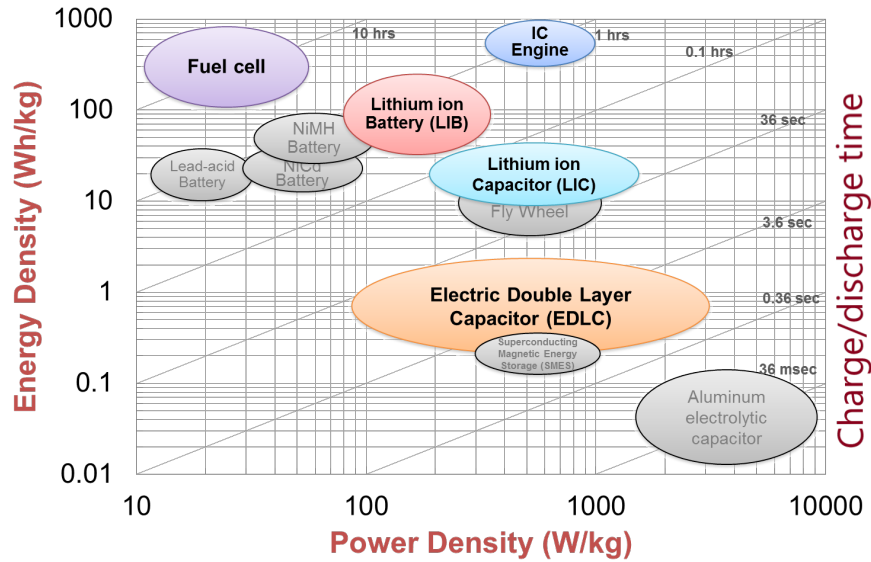 1000
100
10
1
0.1
0.01
Energy Density (Wh/kg)
10
100
1000
10000
Power Density (W/kg)
Charge/discharge time
10 hrs
1 hrs
0.1 hrs
36 sec
3.6 sec
0.36 sec
36 msec
Fuel cell
IC
Engine
Lithium ion
Battery (LIB)
NiMH
Battery
Lead-acid
Battery
NiCd
Battery
Lithium ion
Capacitor (LIC)
Fly Wheel
Electric Double Layer
Capacitor (EDLC)
Superconducting
Magnetic Energy
Storage (SMES)
Aluminum
electrolytic
capacitor